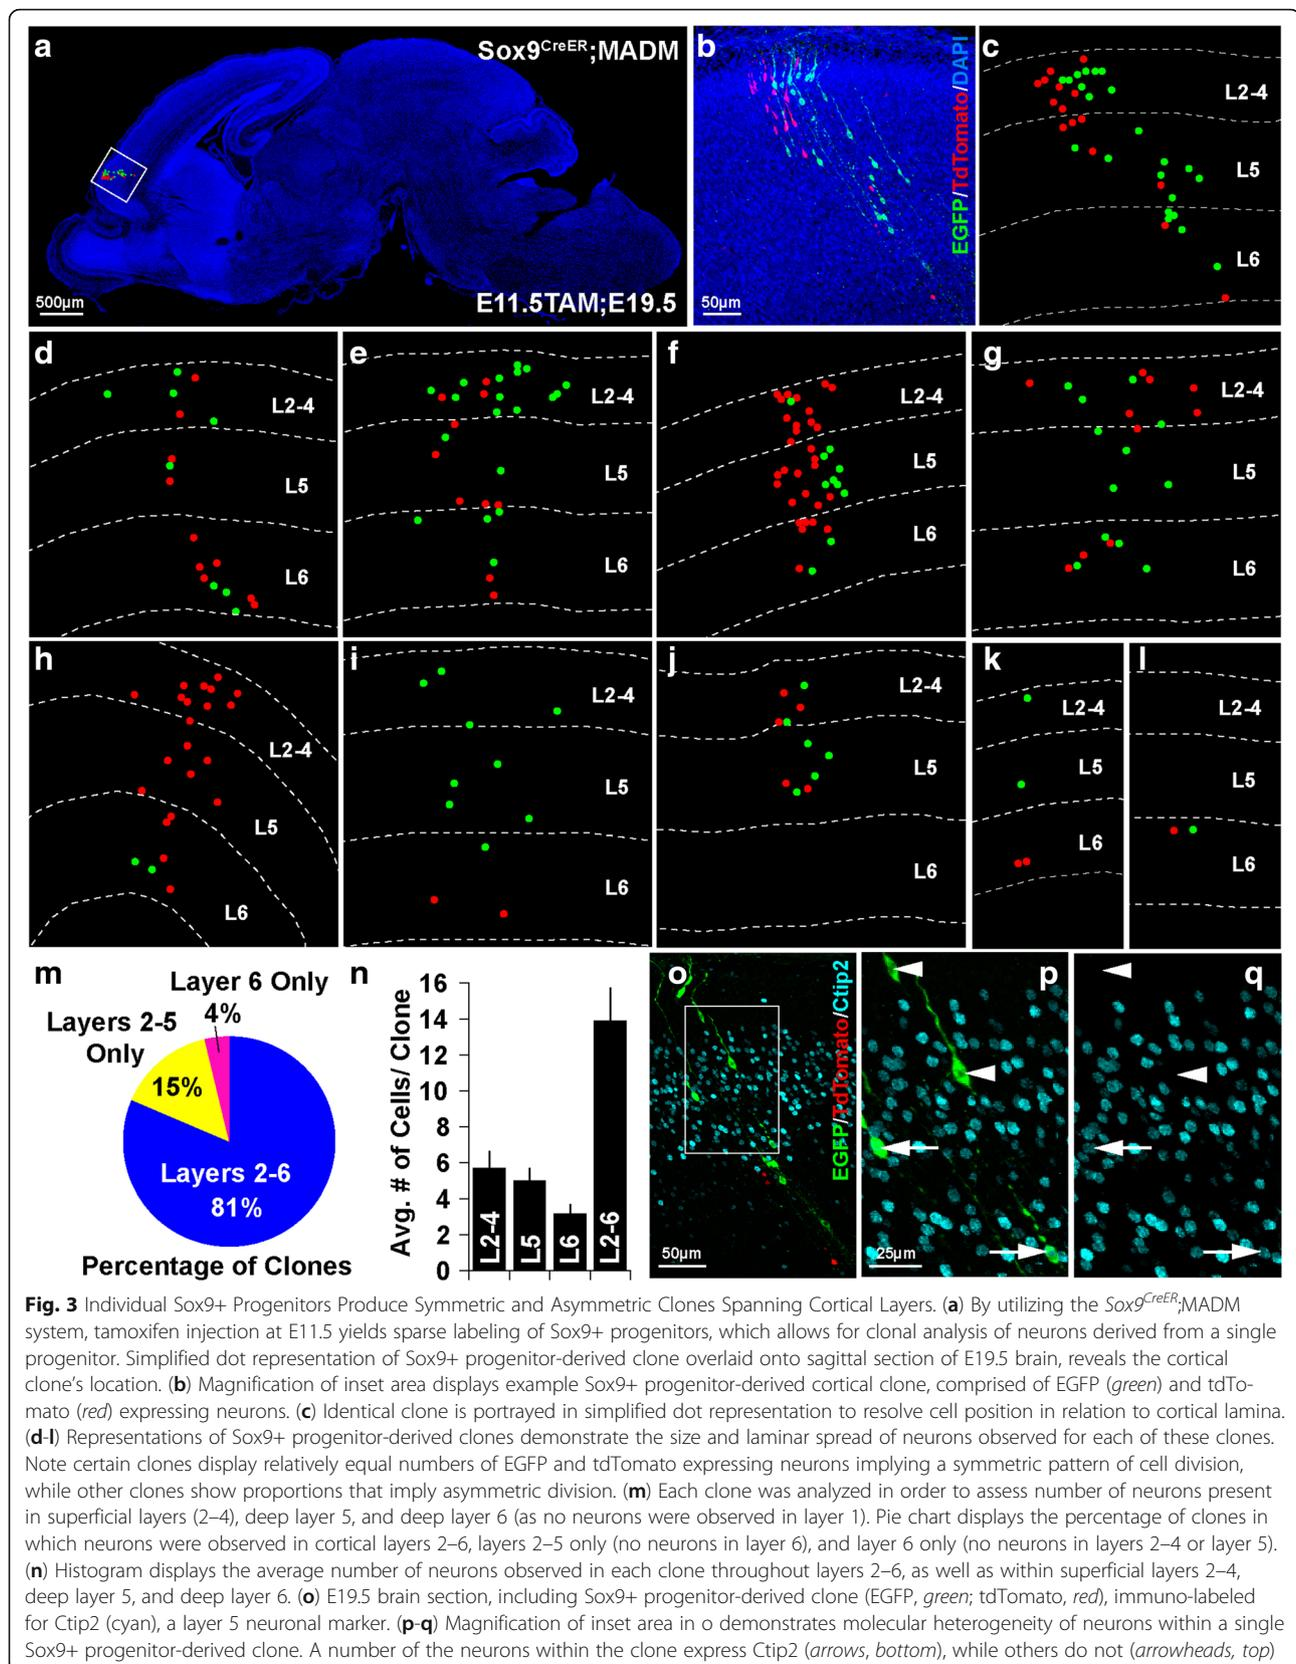 a
Sox9CreER;MADM
500µm
E11.5TAM;E19.5
b
EGFP/TdTomato/DAPI
50µm
c
L2-4
L5
L6
d
L2-4
L5
L6
e
L2-4
L5
L6
f
L2-4
L5
L6
g
L2-4
L5
L6
h
L2-4
L5
L6
i
L2-4
L5
L6
j
L2-4
L5
L6
k
L2-4
L5
L6
l
L2-4
L5
L6
m
Layer 6 Only
4%
Layers 2-5
Only
15%
Layers 2-6
81%
Percentage of Clones
n
Avg. # of Cells/ Clone
16
14
12
10
8
6
4
2
0
L2-4
L5
L6
L2-6
o
EGFP/TdTomato/Ctip2
50µm
p
25µm
q
Fig. 3 Individual Sox9+ Progenitors Produce Symmetric and Asymmetric Clones Spanning Cortical Layers. (a) By utilizing the Sox9CreER;MADM
system, tamoxifen injection at E11.5 yields sparse labeling of Sox9+ progenitors, which allows for clonal analysis of neurons derived from a single
progenitor. Simplified dot representation of Sox9+ progenitor-derived clone overlaid onto sagittal section of E19.5 brain, reveals the cortical
clone's location. (b) Magnification of inset area displays example Sox9+ progenitor-derived cortical clone, comprised of EGFP (green) and tdTo-
mato (red) expressing neurons. (c) Identical clone is portrayed in simplified dot representation to resolve cell position in relation to cortical lamina.
(d-l) Representations of Sox9+ progenitor-derived clones demonstrate the size and laminar spread of neurons observed for each of these clones.
Note certain clones display relatively equal numbers of EGFP and tdTomato expressing neurons implying a symmetric pattern of cell division,
while other clones show proportions that imply asymmetric division. (m) Each clone was analyzed in order to assess number of neurons present
in superficial layers (2–4), deep layer 5, and deep layer 6 (as no neurons were observed in layer 1). Pie chart displays the percentage of clones in
which neurons were observed in cortical layers 2–6, layers 2–5 only (no neurons in layer 6), and layer 6 only (no neurons in layers 2–4 or layer 5).
(n) Histogram displays the average number of neurons observed in each clone throughout layers 2–6, as well as within superficial layers 2–4,
deep layer 5, and deep layer 6. (o) E19.5 brain section, including Sox9+ progenitor-derived clone (EGFP, green; tdTomato, red), immuno-labeled
for Ctip2 (cyan), a layer 5 neuronal marker. (p-q) Magnification of inset area in o demonstrates molecular heterogeneity of neurons within a single
Sox9+ progenitor-derived clone. A number of the neurons within the clone express Ctip2 (arrows, bottom), while others do not (arrowheads, top)